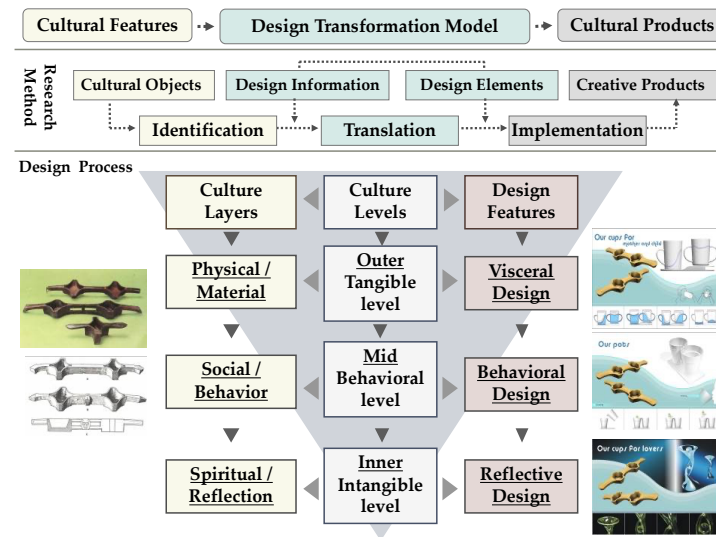 Cultural Features
Design Transformation Model
Cultural Products
Research
Method
Cultural Objects
Design Information
Design Elements
Creative Products
Identification
Translation
Implementation
Design Process
Culture
Layers
Culture
Levels
Design
Features
Physical /
Material
Outer
Tangible
level
Visceral
Design
Social /
Behavior
Mid
Behavioral
level
Behavioral
Design
Spiritual /
Reflection
Inner
Intangible
level
Reflective
Design
Our cups For
mother and child
Our pots
Our cups For lovers